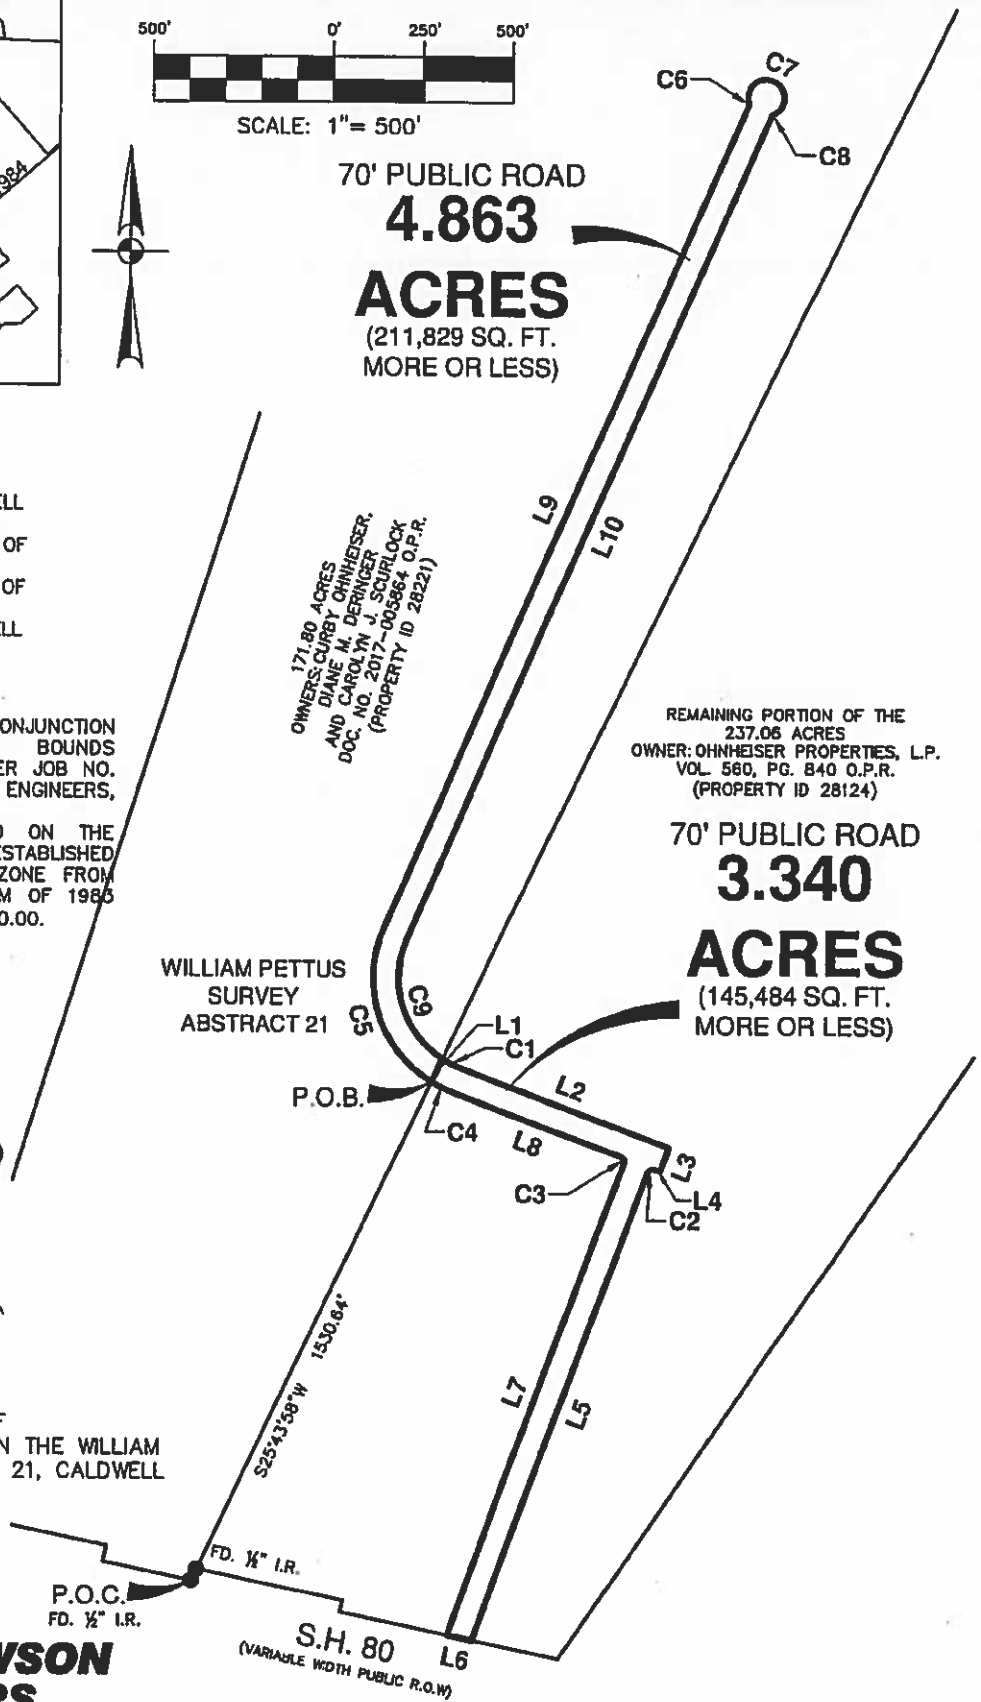 500' 0' 250' 500'
SCALE: 1"= 500'
C6
C7
C8
984
70' PUBLIC ROAD
4.863
ACRES
(211,829 SQ. FT.
MORE OR LESS)
L9
L10
ELL
OF
OF
ELL
171.80 ACRES
OWNERS: CURBY OHNHEISER,
DIANE M. DERINGER
AND CAROLYN J. SCURLOCK
DOC. NO. 2017-005864 O.P.R.
(PROPERTY ID 28221)
ONJUNCTION
BOUNDS
ER JOB NO.
ENGINEERS,
ON THE
ESTABLISHED
ZONE FROM
M OF 1983
0.00.
REMAINING PORTION OF THE
237.06 ACRES
OWNER: OHNHEISER PROPERTIES, L.P.
VOL. 560, PG. 840 O.P.R.
(PROPERTY ID 28124)
70' PUBLIC ROAD
3.340
ACRES
(145,484 SQ. FT.
MORE OR LESS)
WILLIAM PETTUS
SURVEY
ABSTRACT 21
C5
C9
L1
C1
P.O.B.
C4
L2
L8
L3
C3
L4
C2
S25°43'58"W 1530.64'
L7
L5
N THE WILLIAM
21, CALDWELL
FD. ½" I.R.
P.O.C.
FD. ½" I.R.
S.H. 80
(VARIABLE WIDTH PUBLIC R.O.W)
L6
WSON
RS